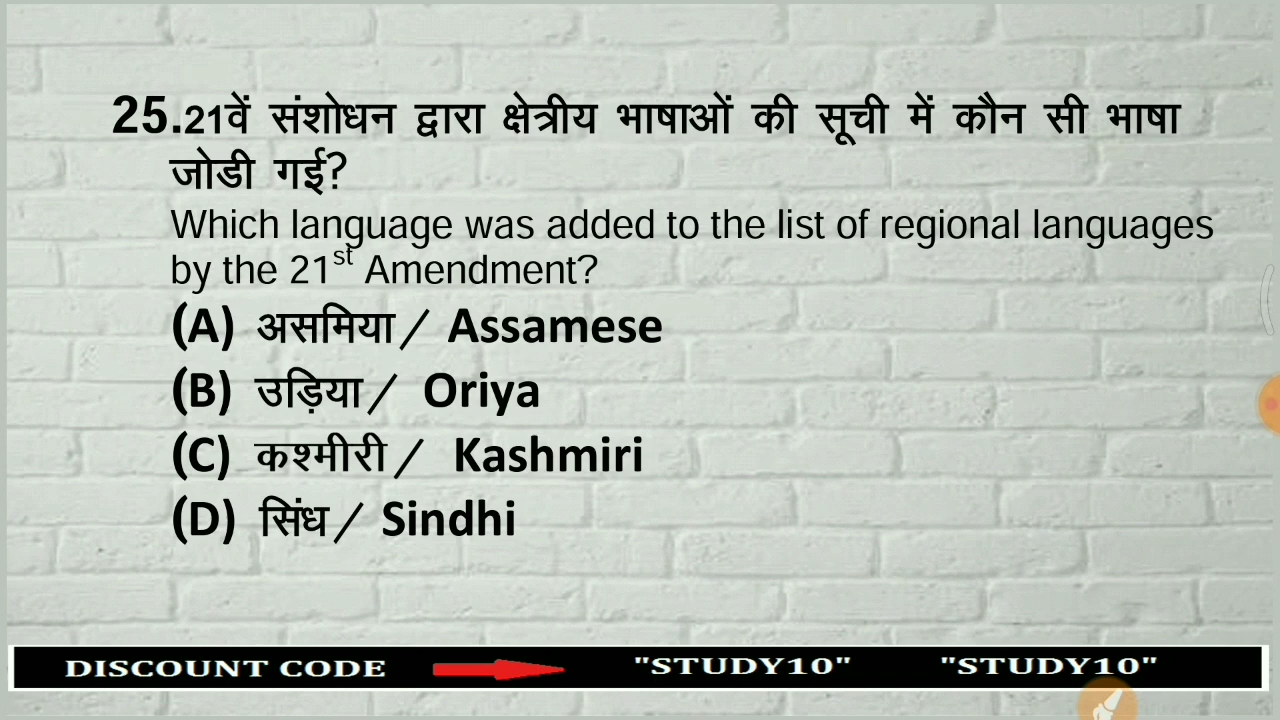 25.21वें संशोधन द्वारा क्षेत्रीय भाषाओं की सूची में कौन सी भाषा
जोडी गई?
Which language was added to the list of regional languages
by the 21st Amendment?
(A) असमिया/ Assamese
(B) उड़िया/ Oriya
(C) कश्मीरी/ Kashmiri
(D) सिंध/ Sindhi
DISCOUNT CODE "STUDY10" "STUDY10"